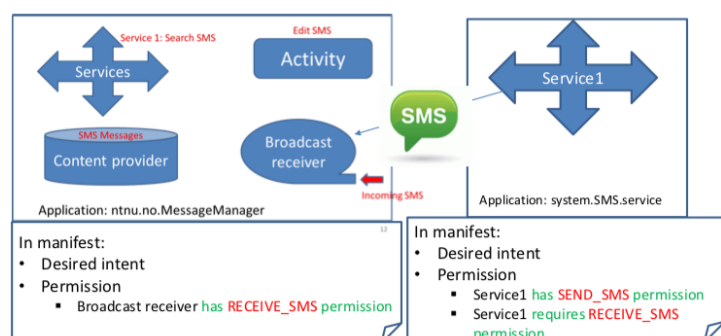 Service 1: Search SMS
Services
Edit SMS
Activity
SMS
Service1
SMS Messages
Content provider
Broadcast
receiver
Incoming SMS
Application: ntnu.no.MessageManager
Application: system.SMS.service
12
In manifest:
• Desired intent
• Permission
▪ Broadcast receiver has RECEIVE_SMS permission
In manifest:
• Desired intent
• Permission
▪ Service1 has SEND_SMS permission
▪ Service1 requires RECEIVE_SMS
permission